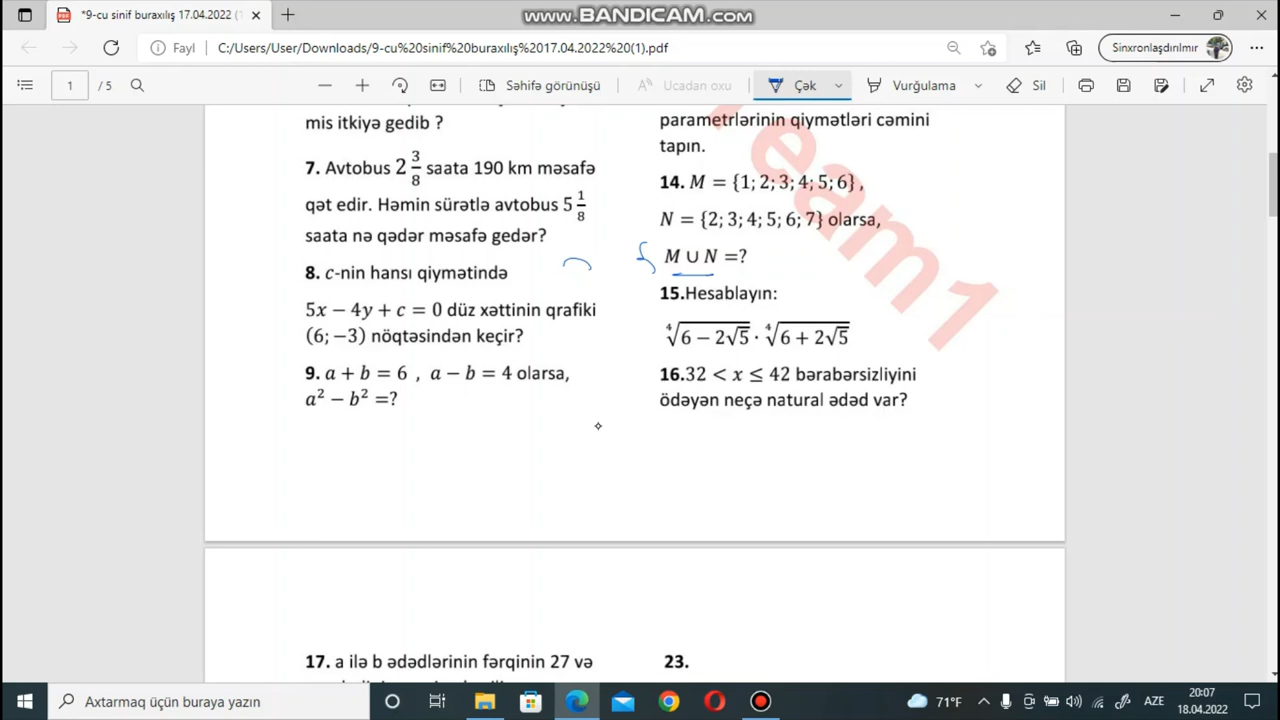 *9-cu sinif buraxılış 17.04.2022 (1
www.BANDICAM.com
Fayl C:/Users/User/Downloads/9-cu%20sinif%20buraxılış%2017.04.2022%20(1).pdf
Sinxronlaşdırılmır
1 / 5
Səhifə görünüşü
Ucadan oxu
Çək
Vurğulama
Sil
mis itkiyə gedib ?
7. Avtobus 2 3/8 saata 190 km məsafə
qət edir. Həmin sürətlə avtobus 5 1/8
saata nə qədər məsafə gedər?
8. c-nin hansı qiymətində
5x − 4y + c = 0 düz xəttinin qrafiki
(6; −3) nöqtəsindən keçir?
9. a + b = 6 , a − b = 4 olarsa,
a² − b² =?
parametrlərinin qiymətləri cəmini
tapın.
14. M = {1; 2; 3; 4; 5; 6} ,
N = {2; 3; 4; 5; 6; 7} olarsa,
M ∪ N =?
15.Hesablayın:
∜(6 − 2√5) · ∜(6 + 2√5)
16.32 < x ≤ 42 bərabərsizliyini
ödəyən neçə natural ədəd var?
eam1
17. a ilə b ədədlərinin fərqinin 27 və
23.
Axtarmaq üçün buraya yazın
71°F
AZE
20:07
18.04.2022